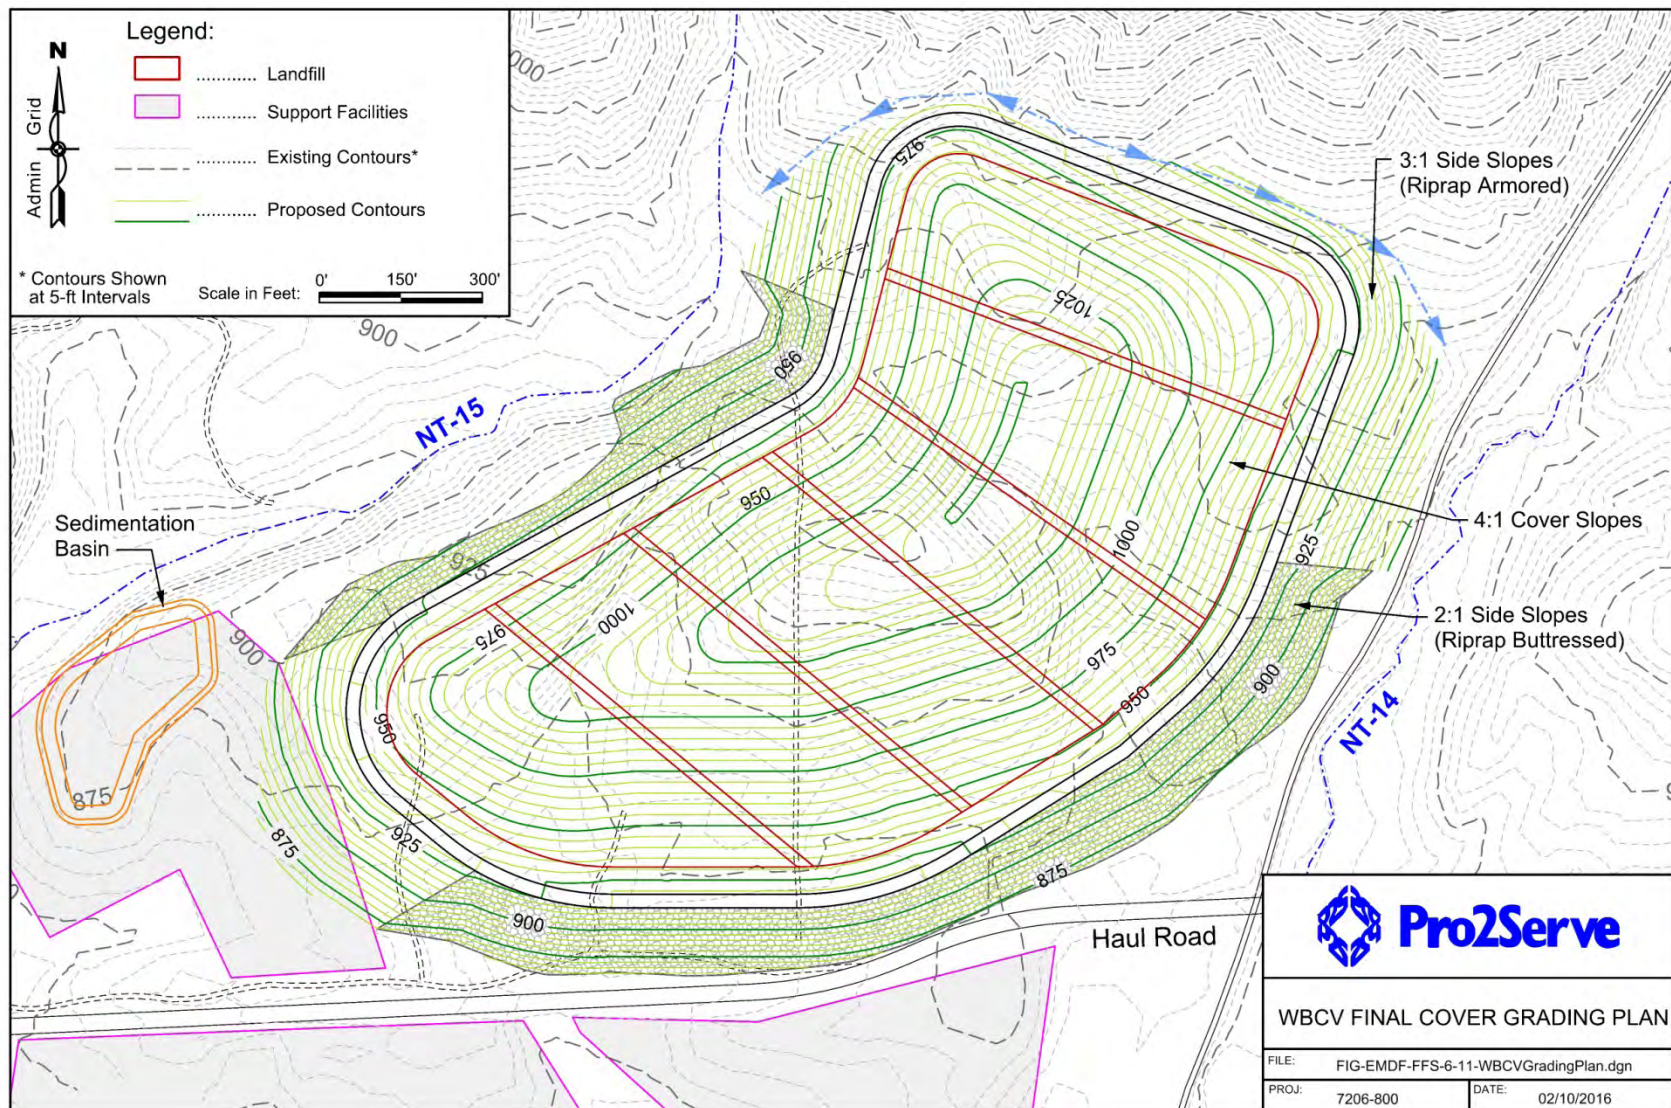 Legend:
N
Admin Grid
Landfill
Support Facilities
Existing Contours*
Proposed Contours
* Contours Shown
at 5-ft Intervals
Scale in Feet:
0' 150' 300'
000
975
3:1 Side Slopes
(Riprap Armored)
1025
900
950
NT-15
950
Sedimentation
Basin
4:1 Cover Slopes
1000
925
925
2:1 Side Slopes
(Riprap Buttressed)
1000
975
900
975
900
950
950
NT-14
875
925
875
875
900
Haul Road
Pro2Serve
WBCV FINAL COVER GRADING PLAN
FILE: FIG-EMDF-FFS-6-11-WBCVGradingPlan.dgn
PROJ: 7206-800
DATE: 02/10/2016